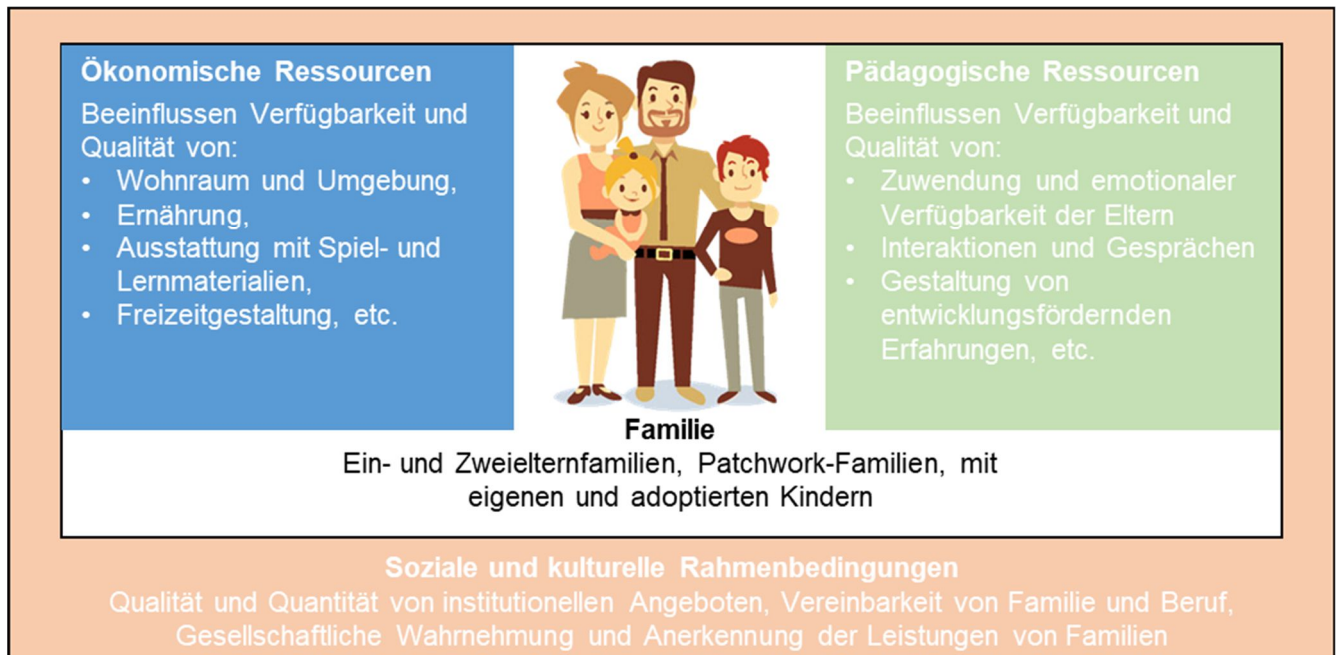 Ökonomische Ressourcen
Beeinflussen Verfügbarkeit und
Qualität von:
• Wohnraum und Umgebung,
• Ernährung,
• Ausstattung mit Spiel- und
Lernmaterialien,
• Freizeitgestaltung, etc.
Pädagogische Ressourcen
Beeinflussen Verfügbarkeit und
Qualität von:
• Zuwendung und emotionaler
Verfügbarkeit der Eltern
• Interaktionen und Gesprächen
• Gestaltung von
entwicklungsfördernden
Erfahrungen, etc.
Familie
Ein- und Zweielternfamilien, Patchwork-Familien, mit
eigenen und adoptierten Kindern
Soziale und kulturelle Rahmenbedingungen
Qualität und Quantität von institutionellen Angeboten, Vereinbarkeit von Familie und Beruf,
Gesellschaftliche Wahrnehmung und Anerkennung der Leistungen von Familien